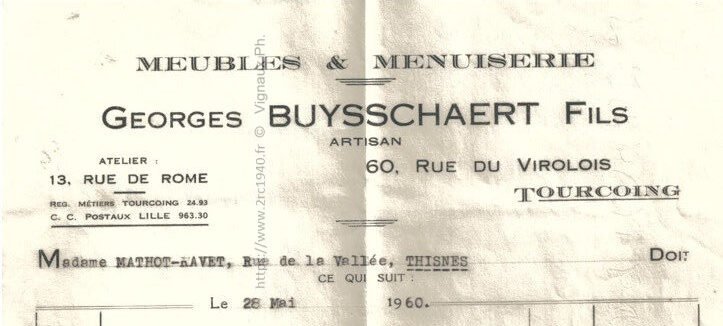 MEUBLES & MENUISERIE
GEORGES BUYSSCHAERT FILS
ARTISAN
ATELIER :
13, RUE DE ROME
REG. MÉTIERS TOURCOING 24.93
C. C. POSTAUX LILLE 963.30
60, RUE DU VIROLOIS
TOURCOING
Madame MATHOT-HAVET, Rue de la Vallée, THISNES DOIT
CE QUI SUIT :
Le 28 Mai 1960.
http://www.2rc1940.fr © Vignaux Ph.